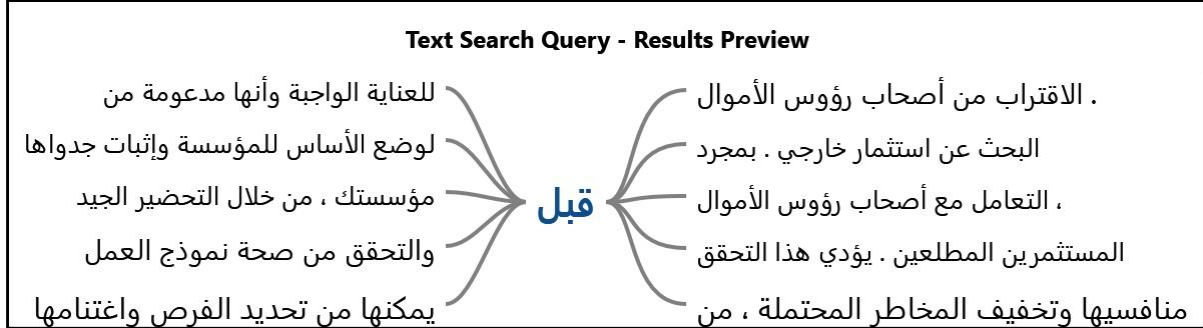 Text Search Query - Results Preview
للعناية الواجبة وأنها مدعومة من
لوضع الأساس للمؤسسة وإثبات جدواها
مؤسستك ، من خلال التحضير الجيد
والتحقق من صحة نموذج العمل
يمكنها من تحديد الفرص واغتنامها
قبل
الاقتراب من أصحاب رؤوس الأموال .
البحث عن استثمار خارجي . بمجرد
التعامل مع أصحاب رؤوس الأموال ،
المستثمرين المطلعين . يؤدي هذا التحقق
منافسيها وتخفيف المخاطر المحتملة ، من